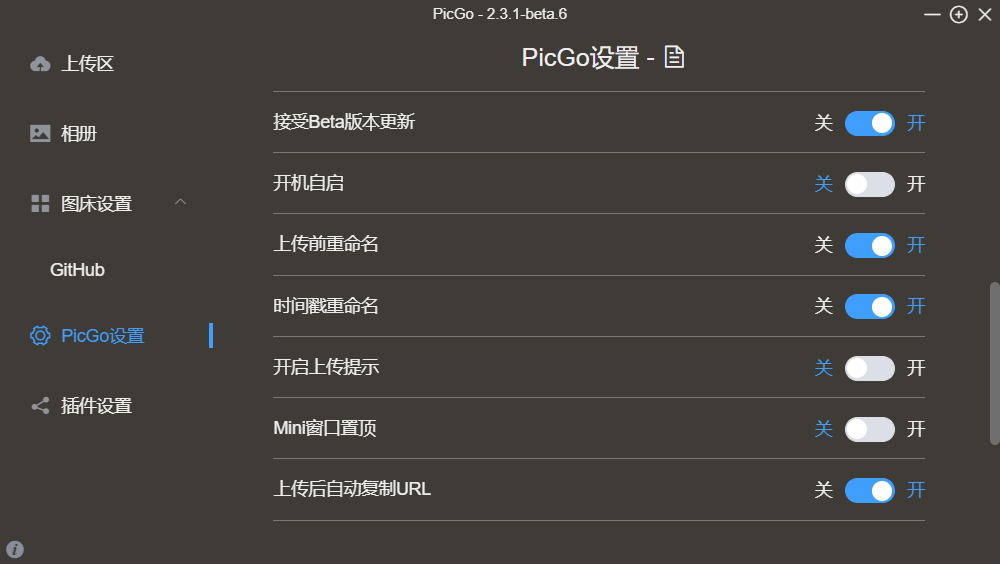 PicGo - 2.3.1-beta.6
上传区
相册
图床设置
GitHub
PicGo设置
插件设置
PicGo设置 -
接受Beta版本更新 关 开
开机自启 关 开
上传前重命名 关 开
时间戳重命名 关 开
开启上传提示 关 开
Mini窗口置顶 关 开
上传后自动复制URL 关 开